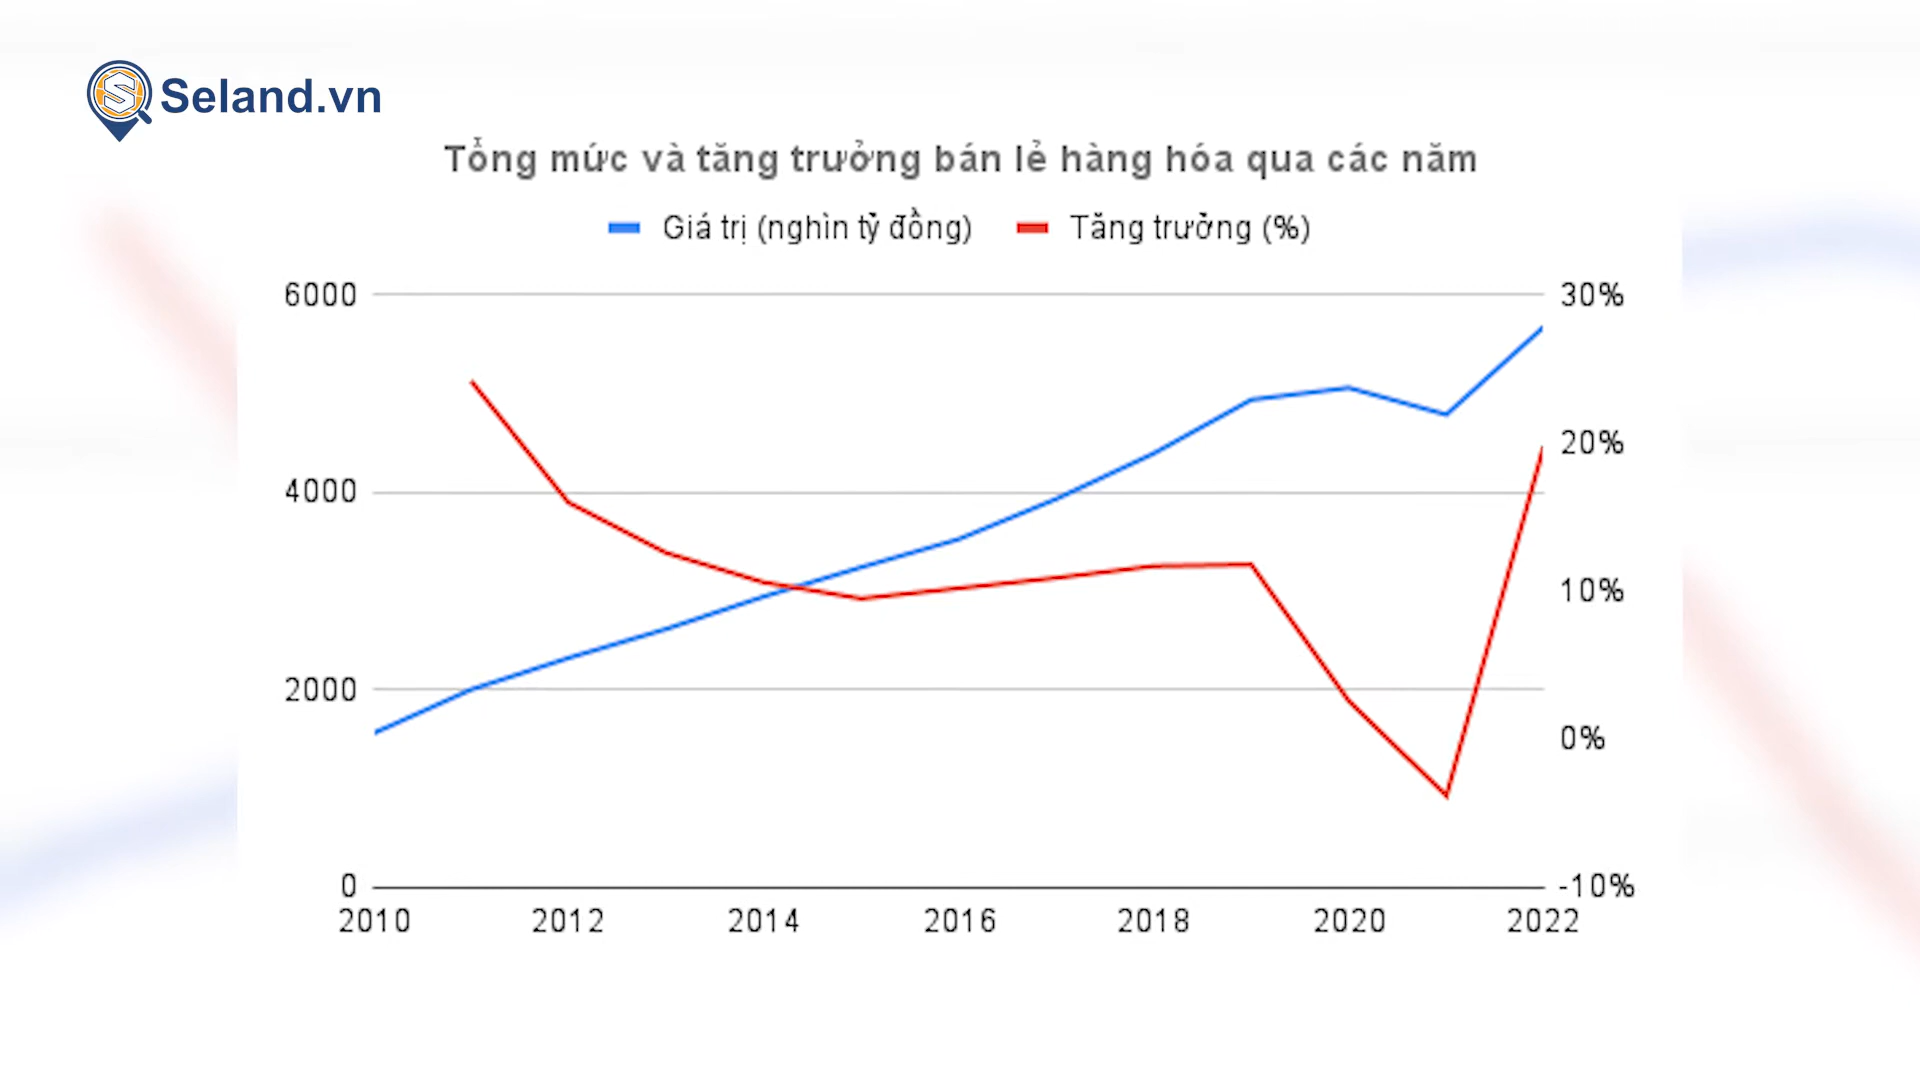 Seland.vn
Tổng mức và tăng trưởng bán lẻ hàng hóa qua các năm
Giá trị (nghìn tỷ đồng) Tăng trưởng (%)
6000 30%
20%
4000
10%
2000
0%
0 -10%
2010 2012 2014 2016 2018 2020 2022